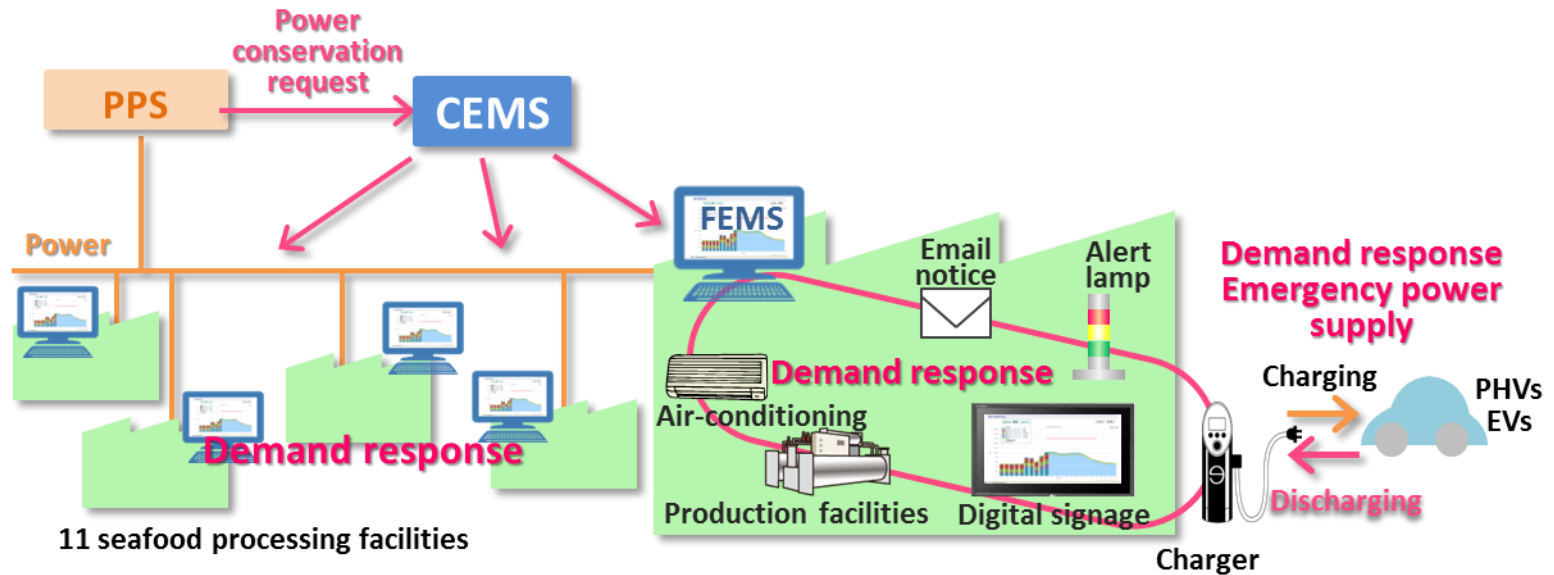 Power
conservation
request
PPS
CEMS
Power
FEMS
Email
notice
Alert
lamp
Demand response
Emergency power
supply
Demand response
Air-conditioning
Charging
PHVs
EVs
Demand response
Discharging
Production facilities
Digital signage
11 seafood processing facilities
Charger